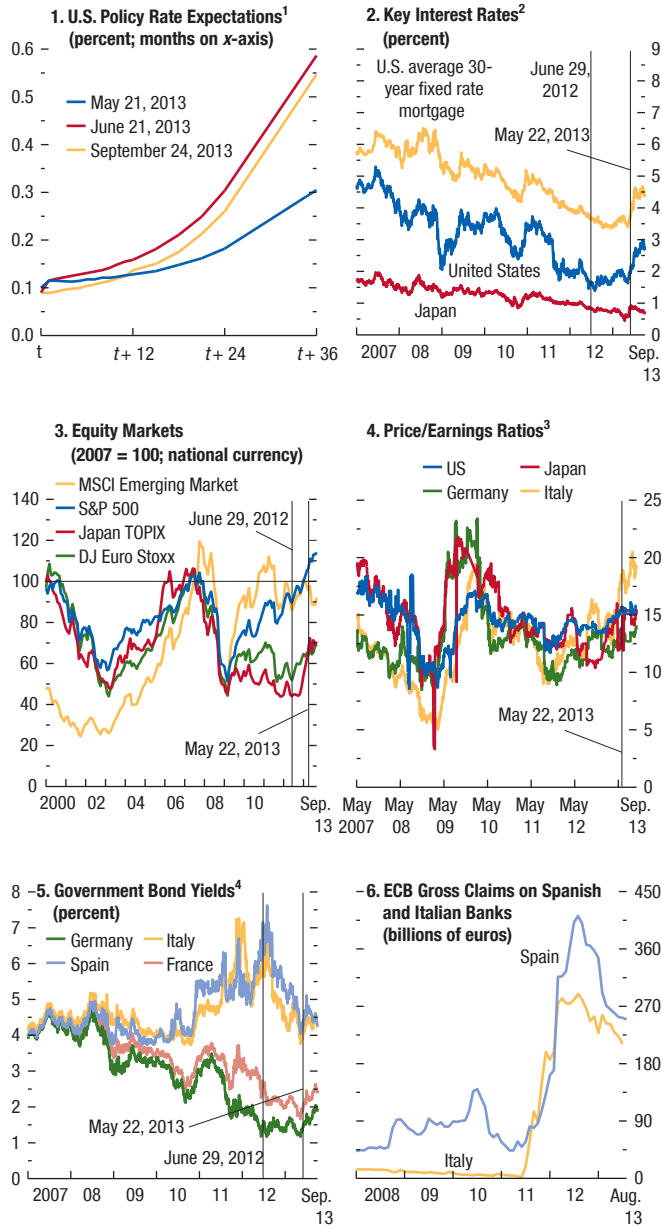 1. U.S. Policy Rate Expectations¹
(percent; months on x-axis)
0.6
0.5
0.4
0.3
0.2
0.1
0.0
May 21, 2013
June 21, 2013
September 24, 2013
t
t + 12
t + 24
t + 36
2. Key Interest Rates²
(percent)
U.S. average 30-
year fixed rate
mortgage
June 29,
2012
May 22, 2013
United States
Japan
9
8
7
6
5
4
3
2
1
0
2007 08 09 10 11 12 Sep.
13
3. Equity Markets
(2007 = 100; national currency)
140
120
100
80
60
40
20
0
MSCI Emerging Market
S&P 500
Japan TOPIX
DJ Euro Stoxx
June 29, 2012
May 22, 2013
2000 02 04 06 08 10 Sep.
13
4. Price/Earnings Ratios³
US Japan
Germany Italy
25
20
15
10
5
0
May 22, 2013
May May May May May May Sep.
2007 08 09 10 11 12 13
5. Government Bond Yields⁴
(percent)
8
7
6
5
4
3
2
1
0
Germany Italy
Spain France
May 22, 2013
June 29, 2012
2007 08 09 10 11 12 Sep.
13
6. ECB Gross Claims on Spanish
and Italian Banks
(billions of euros)
Spain
Italy
450
360
270
180
90
0
2008 09 10 11 12 Aug.
13